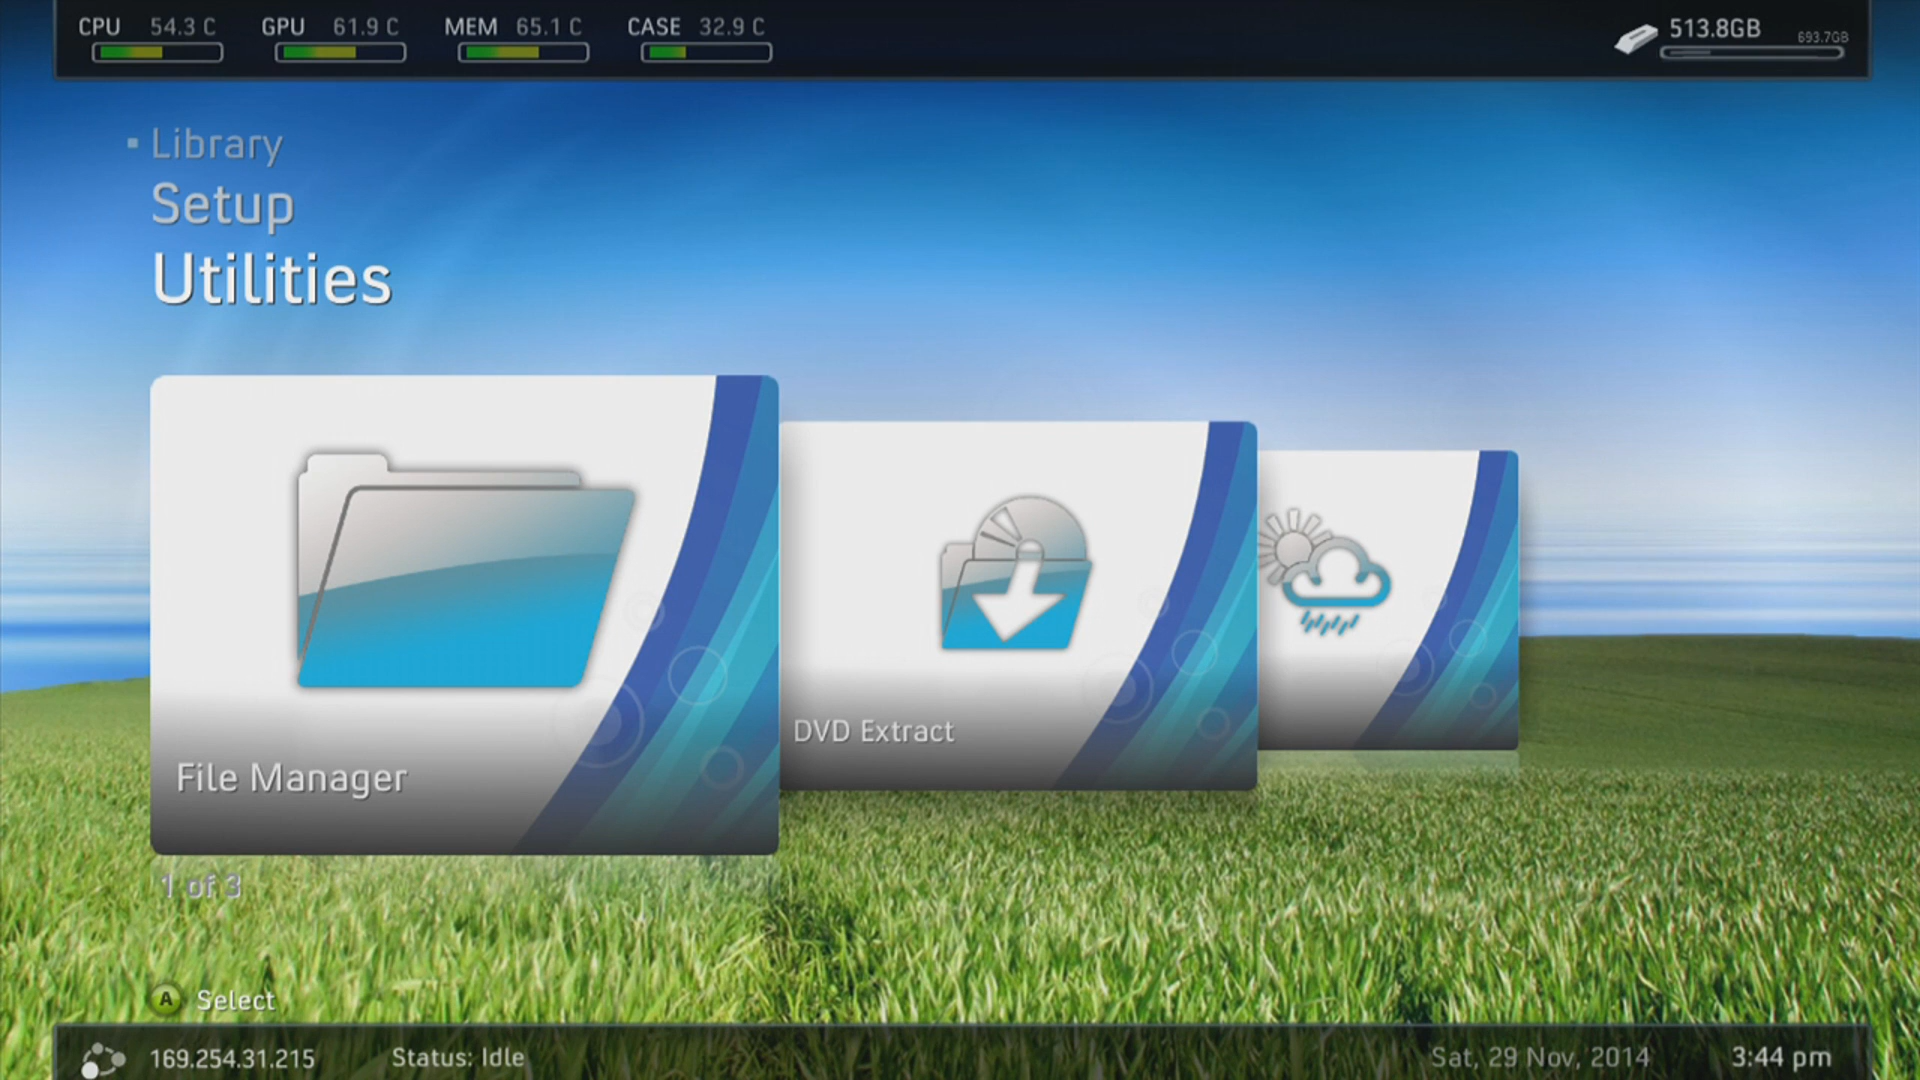 CPU 54.3 C GPU 61.9 C MEM 65.1 C CASE 32.9 C 513.8GB 693.7GB
Library
Setup
Utilities
DVD Extract
File Manager
1 of 3
A Select
169.254.31.215 Status: Idle Sat, 29 Nov, 2014 3:44 pm